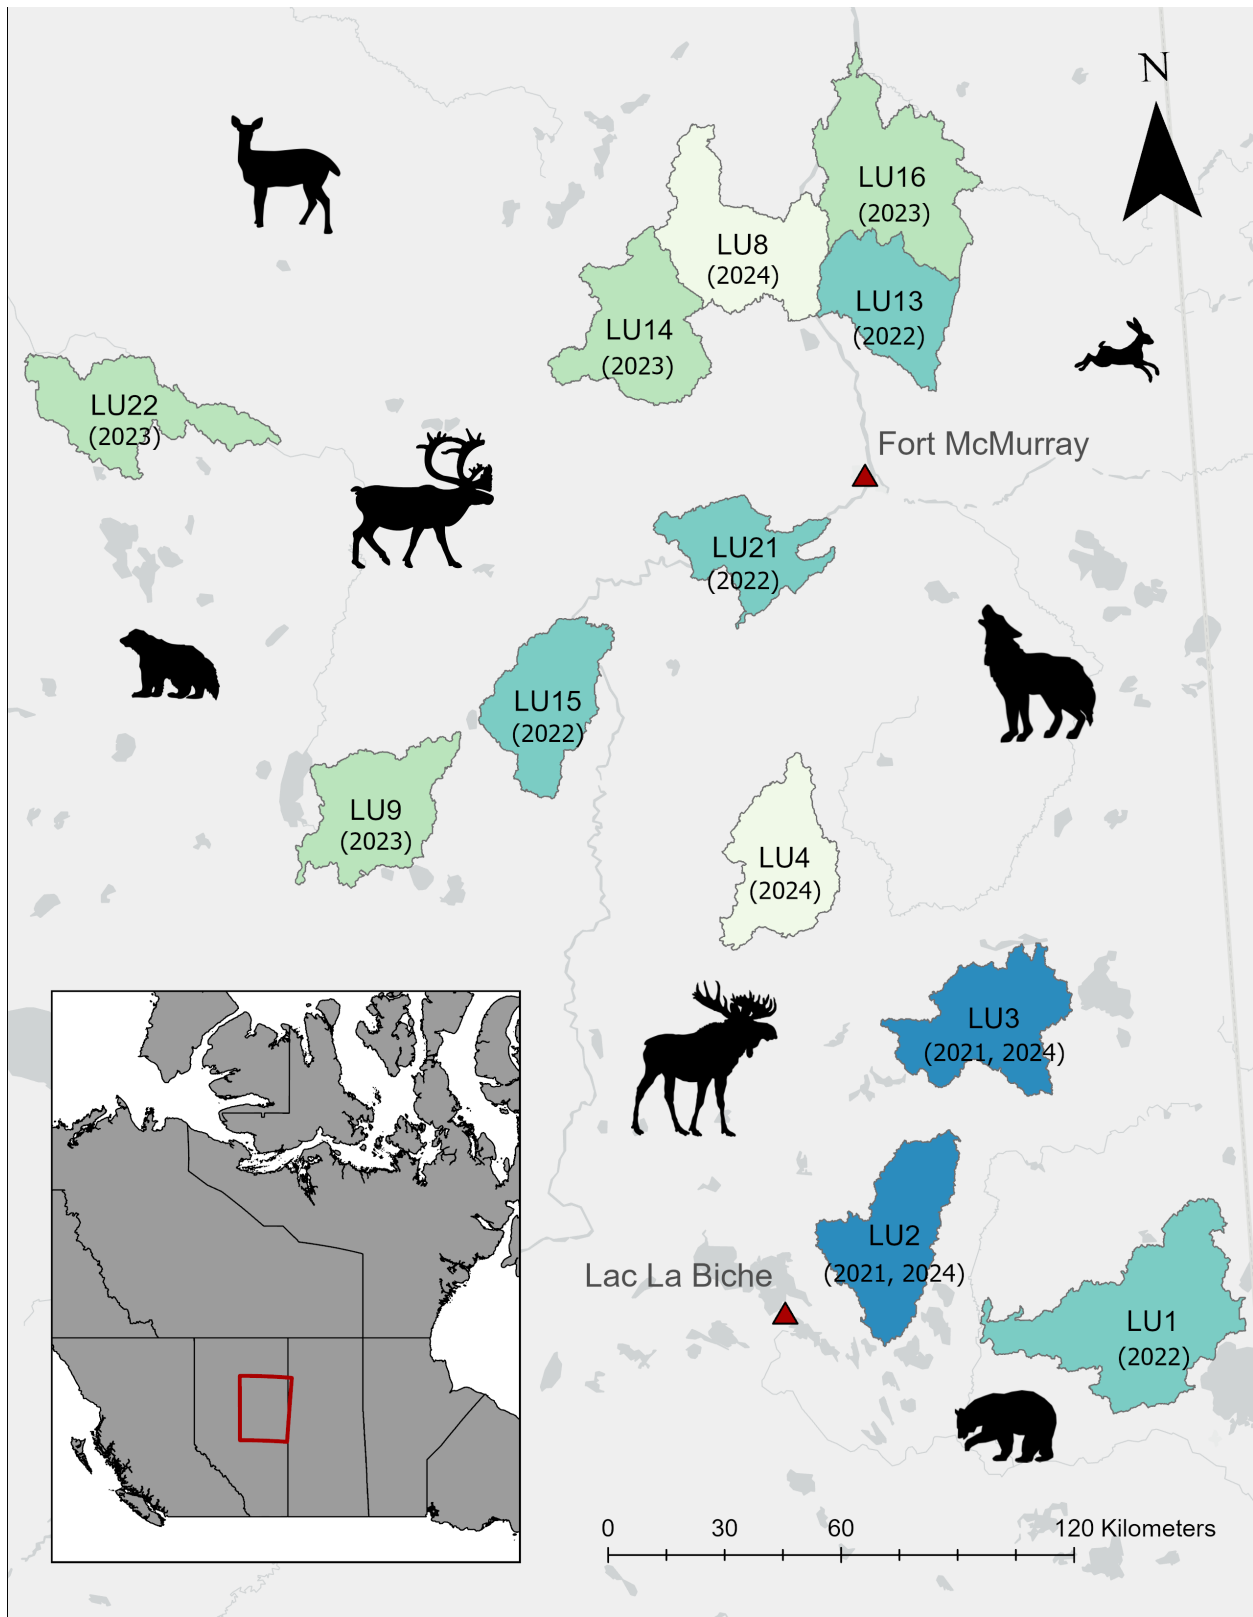 N
LU16
(2023)
LU8
(2024)
LU13
(2022)
LU14
(2023)
LU22
(2023)
Fort McMurray
LU21
(2022)
LU15
(2022)
LU9
(2023)
LU4
(2024)
LU3
(2021, 2024)
LU2
(2021, 2024)
Lac La Biche
LU1
(2022)
0 30 60 120 Kilometers